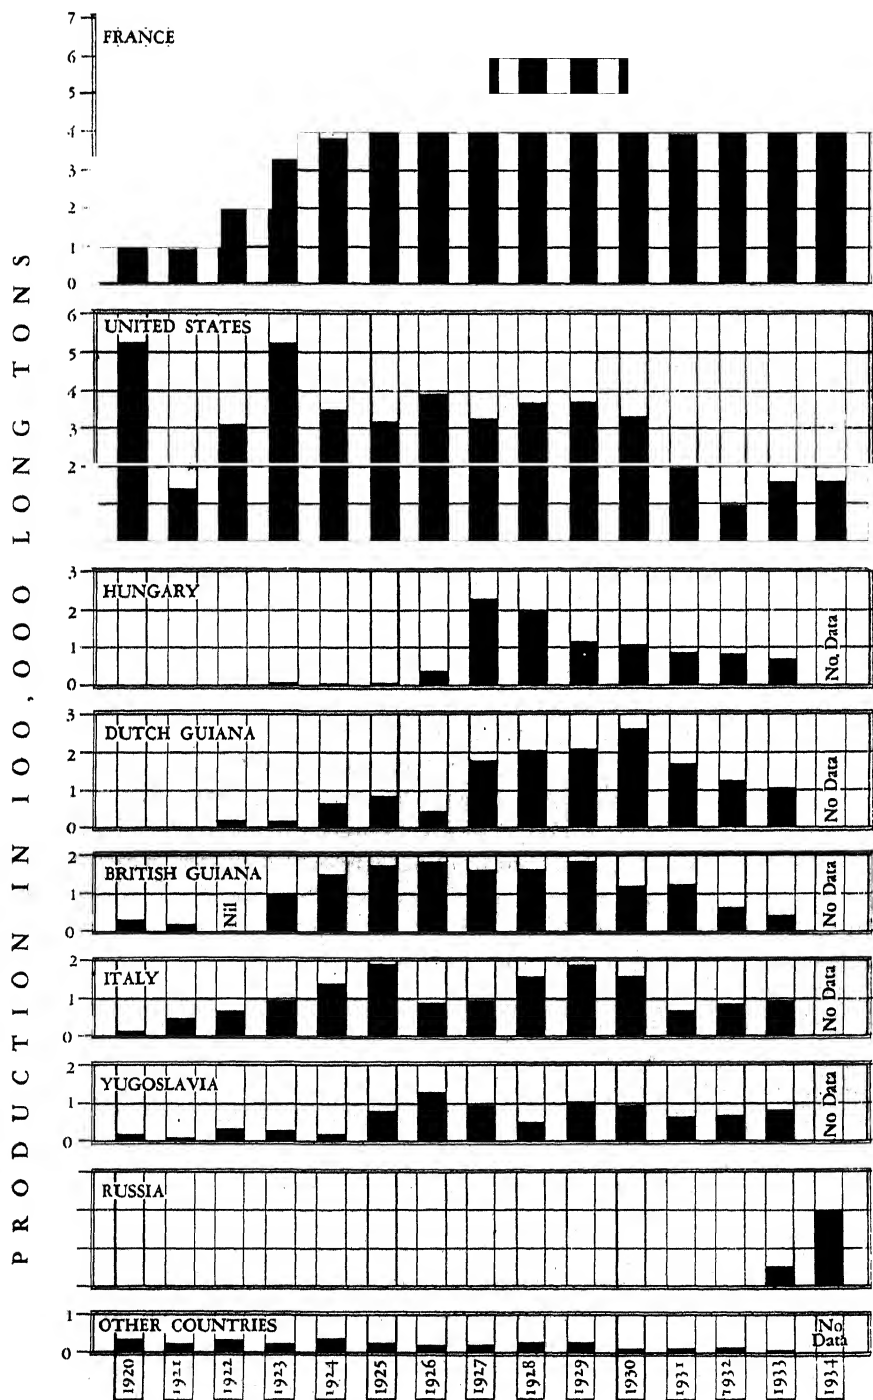 PRODUCTION IN 100,000 LONG TONS
7
FRANCE
6
5
4
3
2
1
0
6
UNITED STATES
5
4
3
2
3
HUNGARY
2
1
0
No Data
3
DUTCH GUIANA
2
1
0
No Data
2
BRITISH GUIANA
1
0
Nil
No Data
2
ITALY
1
0
No Data
2
YUGOSLAVIA
1
0
No Data
RUSSIA
1
OTHER COUNTRIES
0
No
Data
1920 1921 1922 1923 1924 1925 1926 1927 1928 1929 1930 1931 1932 1933 1934